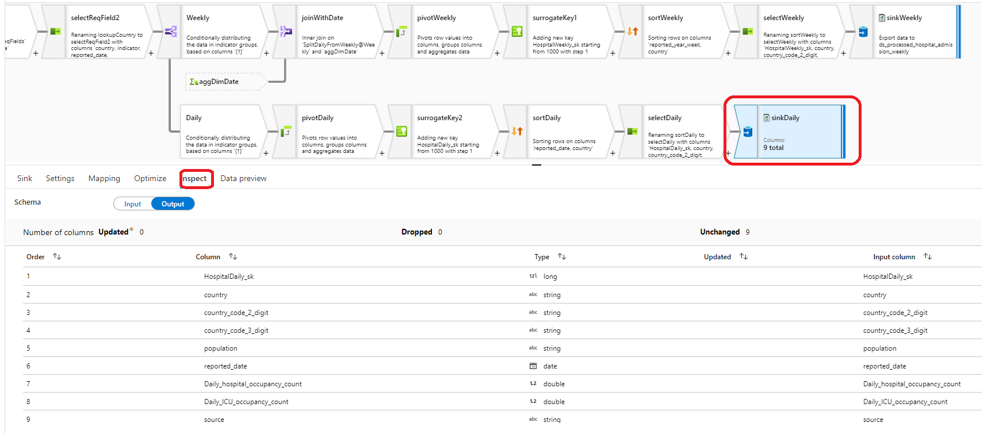 selectReqField2
Renaming lookupCountry to
selectReqField2 with
columns 'country, indicator,
reported_date,
Weekly
Conditionally distributing
the data in indicator groups,
based on columns '{1}'
joinWithDate
Inner join on
'SplitDailyFromWeekly@Wee
kly' and 'aggDimDate'
pivotWeekly
Pivots row values into
columns, groups columns
and aggregates data
surrogateKey1
Adding new key
HospitalWeekly_sk starting
from 1000 with step 1
sortWeekly
Sorting rows on columns
'reported_year_week,
country'
selectWeekly
Renaming sortWeekly to
selectWeekly with columns
'HospitalWeekly_sk, country,
country_code_2_digit,
sinkWeekly
Export data to
ds_processed_hospital_admis
sion_weekly
eqFields'
e'
+ + + + + + + +
aggDimDate
Daily
Conditionally distributing
the data in indicator groups,
based on columns '{1}'
pivotDaily
Pivots row values into
columns, groups columns
and aggregates data
surrogateKey2
Adding new key
HospitalDaily_sk starting
from 1000 with step 1
sortDaily
Sorting rows on columns
'reported_date, country'
selectDaily
Renaming sortDaily to
selectDaily with columns
'HospitalDaily_sk, country,
country_code_2_digit,
sinkDaily
Columns:
9 total
+ + + + +
Sink Settings Mapping Optimize nspect Data preview
Schema Input Output
Number of columns Updated* 0 Dropped 0 Unchanged 9
Order Column Type Updated Input column
1 HospitalDaily_sk 12l long HospitalDaily_sk
2 country abc string country
3 country_code_2_digit abc string country_code_2_digit
4 country_code_3_digit abc string country_code_3_digit
5 population abc string population
6 reported_date date reported_date
7 Daily_hospital_occupancy_count 1.2 double Daily_hospital_occupancy_count
8 Daily_ICU_occupancy_count 1.2 double Daily_ICU_occupancy_count
9 source abc string source